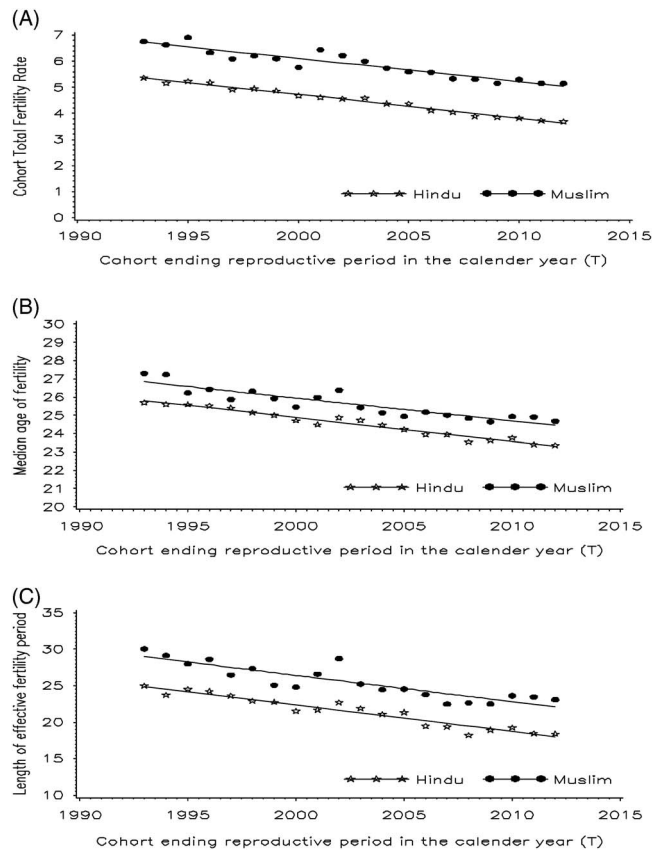 (A)
Cohort Total Fertility Rate
7
6
5
4
3
2
1
0
Hindu Muslim
1990 1995 2000 2005 2010 2015
Cohort ending reproductive period in the calender year (T)
(B)
Median age of fertility
30
29
28
27
26
25
24
23
22
21
20
Hindu Muslim
1990 1995 2000 2005 2010 2015
Cohort ending reproductive period in the calender year (T)
(C)
Length of effective fertility period
35
30
25
20
15
10
Hindu Muslim
1990 1995 2000 2005 2010 2015
Cohort ending reproductive period in the calender year (T)